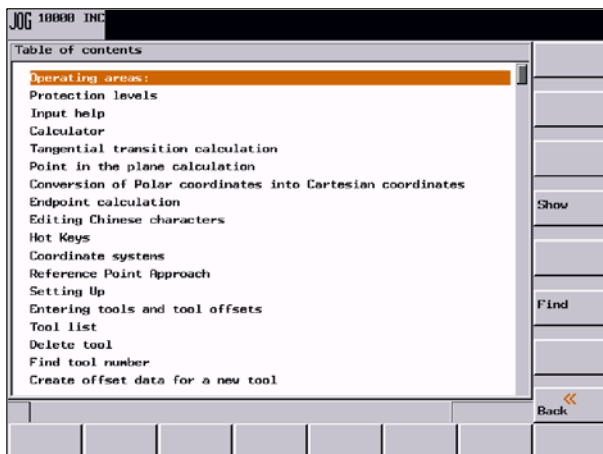 JOG 10000 INC
Table of contents
Operating areas:
Protection levels
Input help
Calculator
Tangential transition calculation
Point in the plane calculation
Conversion of Polar coordinates into Cartesian coordinates
Endpoint calculation
Editing Chinese characters
Hot Keys
Coordinate systems
Reference Point Approach
Setting Up
Entering tools and tool offsets
Tool list
Delete tool
Find tool number
Create offset data for a new tool
Show
Find
Back